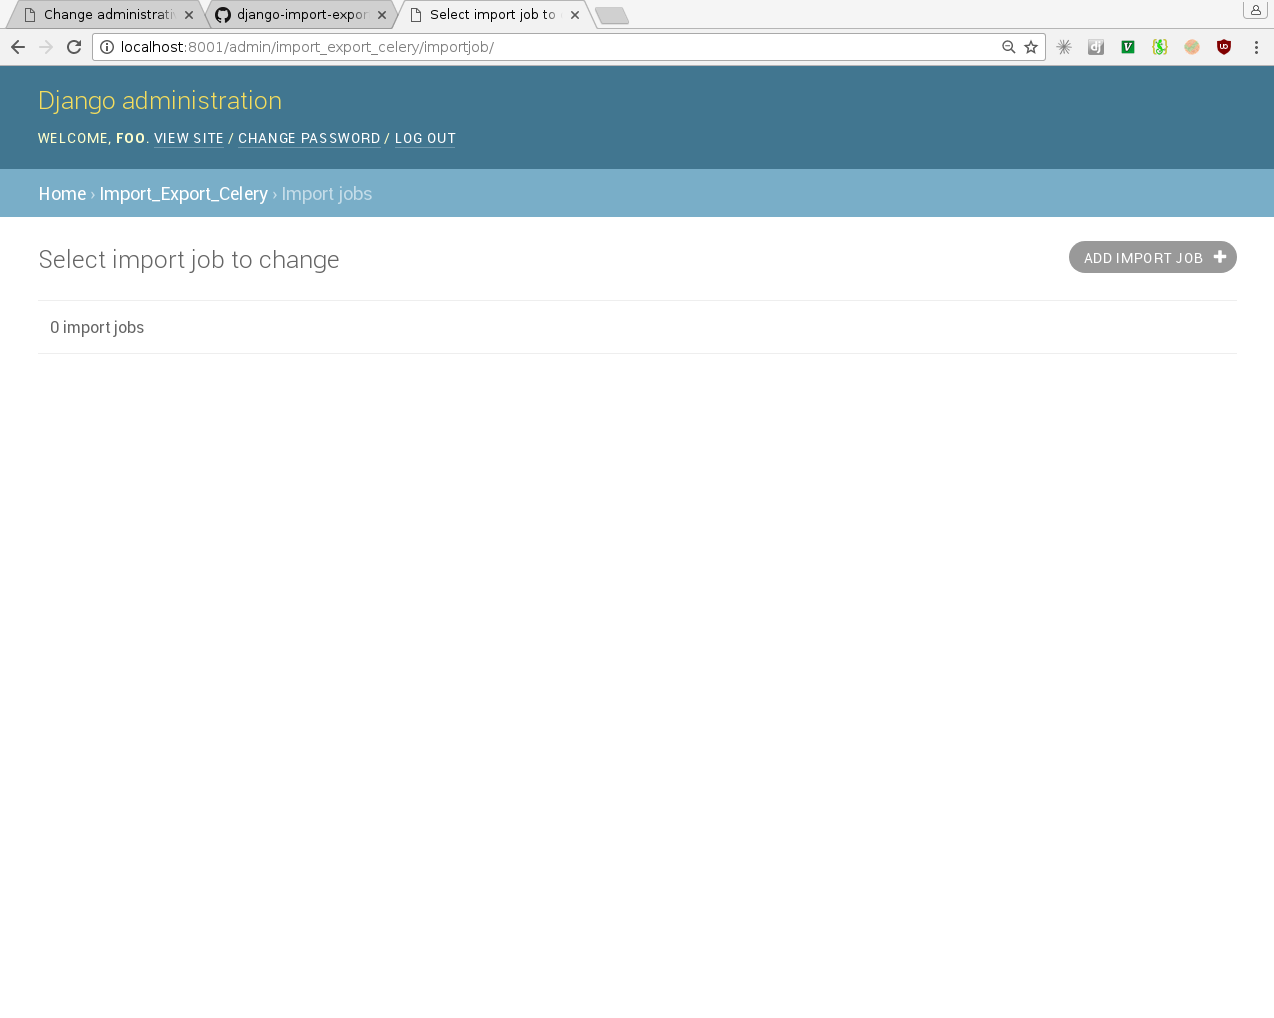 Change administrati
django-import-expor
Select import job to
localhost:8001/admin/import_export_celery/importjob/
Django administration
WELCOME, FOO. VIEW SITE / CHANGE PASSWORD / LOG OUT
Home › Import_Export_Celery › Import jobs
Select import job to change
ADD IMPORT JOB
0 import jobs